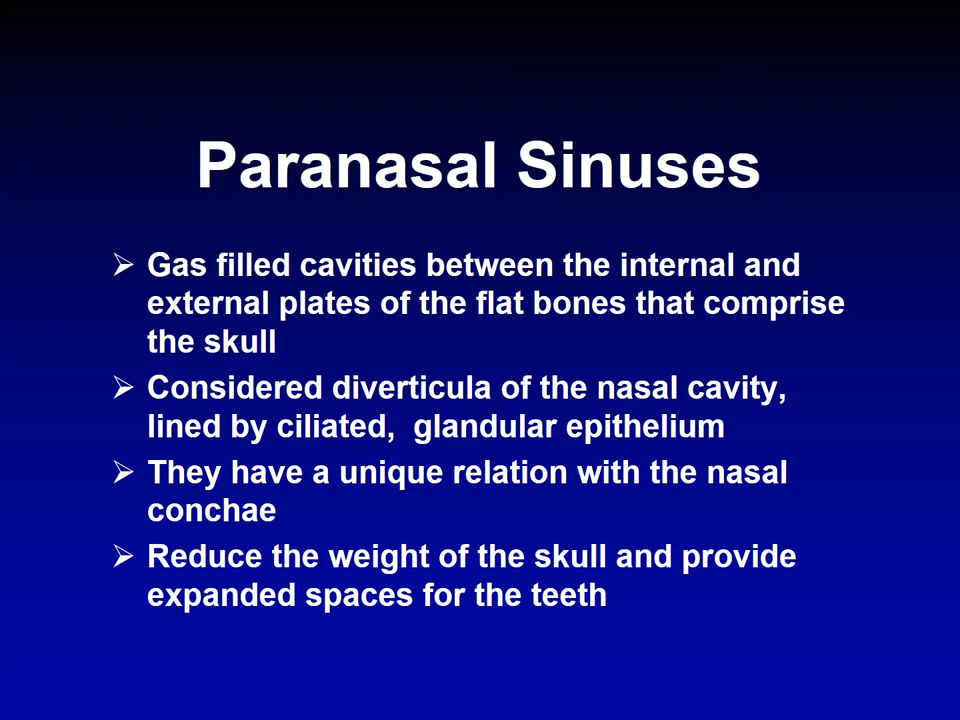 Paranasal Sinuses
➢ Gas filled cavities between the internal and
external plates of the flat bones that comprise
the skull
➢ Considered diverticula of the nasal cavity,
lined by ciliated,  glandular epithelium
➢ They have a unique relation with the nasal
conchae
➢ Reduce the weight of the skull and provide
expanded spaces for the teeth